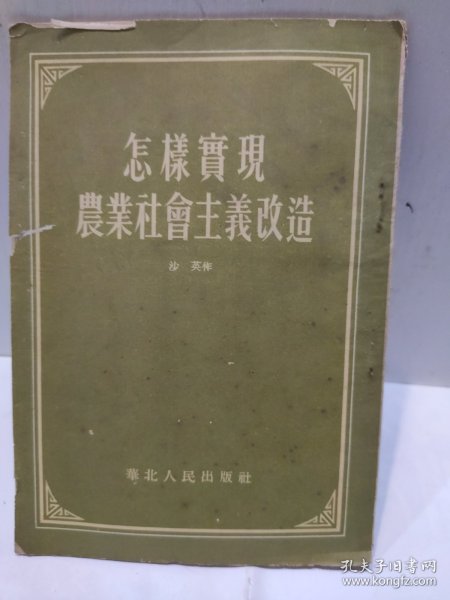 怎樣實現
農業社會主義改造
沙 英作
華北人民出版社
孔夫子旧书网
www.kongfz.com